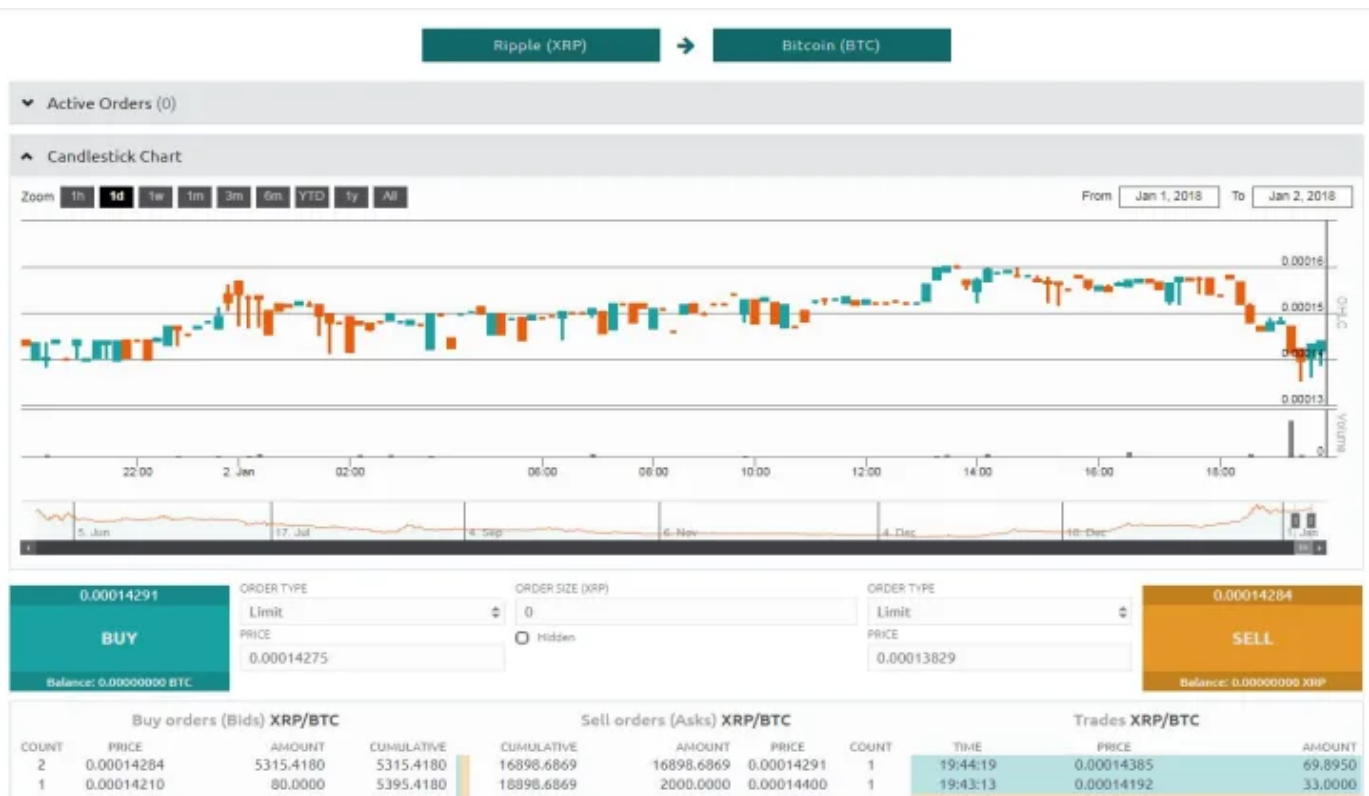 Ripple (XRP) → Bitcoin (BTC)
Active Orders (0)
Candlestick Chart
Zoom 1h 1d 1w 1m 3m 6m YTD 1y All From Jan 1, 2018 To Jan 2, 2018
0.00016
0.00015
OHLC
0.00014
0.00013
Volume
0
22:00 2. Jan 02:00 06:00 08:00 10:00 12:00 14:00 16:00 18:00
5. Jun 17. Jul 4. Sep 6. Nov 4. Dec 18. Dec 1. Jan
0.00014291 ORDER TYPE ORDER SIZE (XRP) ORDER TYPE 0.00014284
Limit 0 Limit
BUY PRICE Hidden PRICE SELL
0.00014275 0.00013829
Balance: 0.00000000 BTC Balance: 0.00000000 XRP
Buy orders (Bids) XRP/BTC Sell orders (Asks) XRP/BTC Trades XRP/BTC
COUNT PRICE AMOUNT CUMULATIVE CUMULATIVE AMOUNT PRICE COUNT TIME PRICE AMOUNT
2 0.00014284 5315.4180 5315.4180 16898.6869 16898.6869 0.00014291 1 19:44:19 0.00014385 69.8950
1 0.00014210 80.0000 5395.4180 18898.6869 2000.0000 0.00014400 1 19:43:13 0.00014192 33.0000